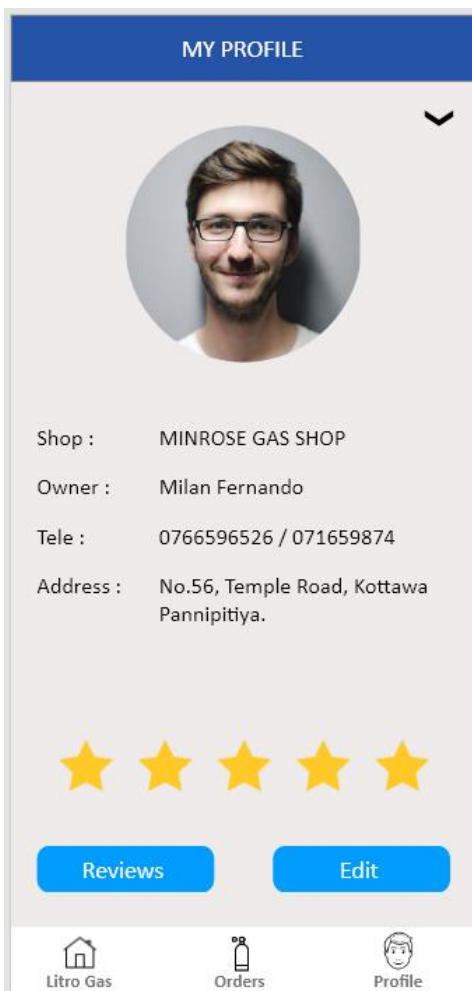 MY PROFILE
Shop : MINROSE GAS SHOP
Owner : Milan Fernando
Tele : 0766596526 / 071659874
Address : No.56, Temple Road, Kottawa
Pannipitiya.
Reviews Edit
Litro Gas Orders Profile